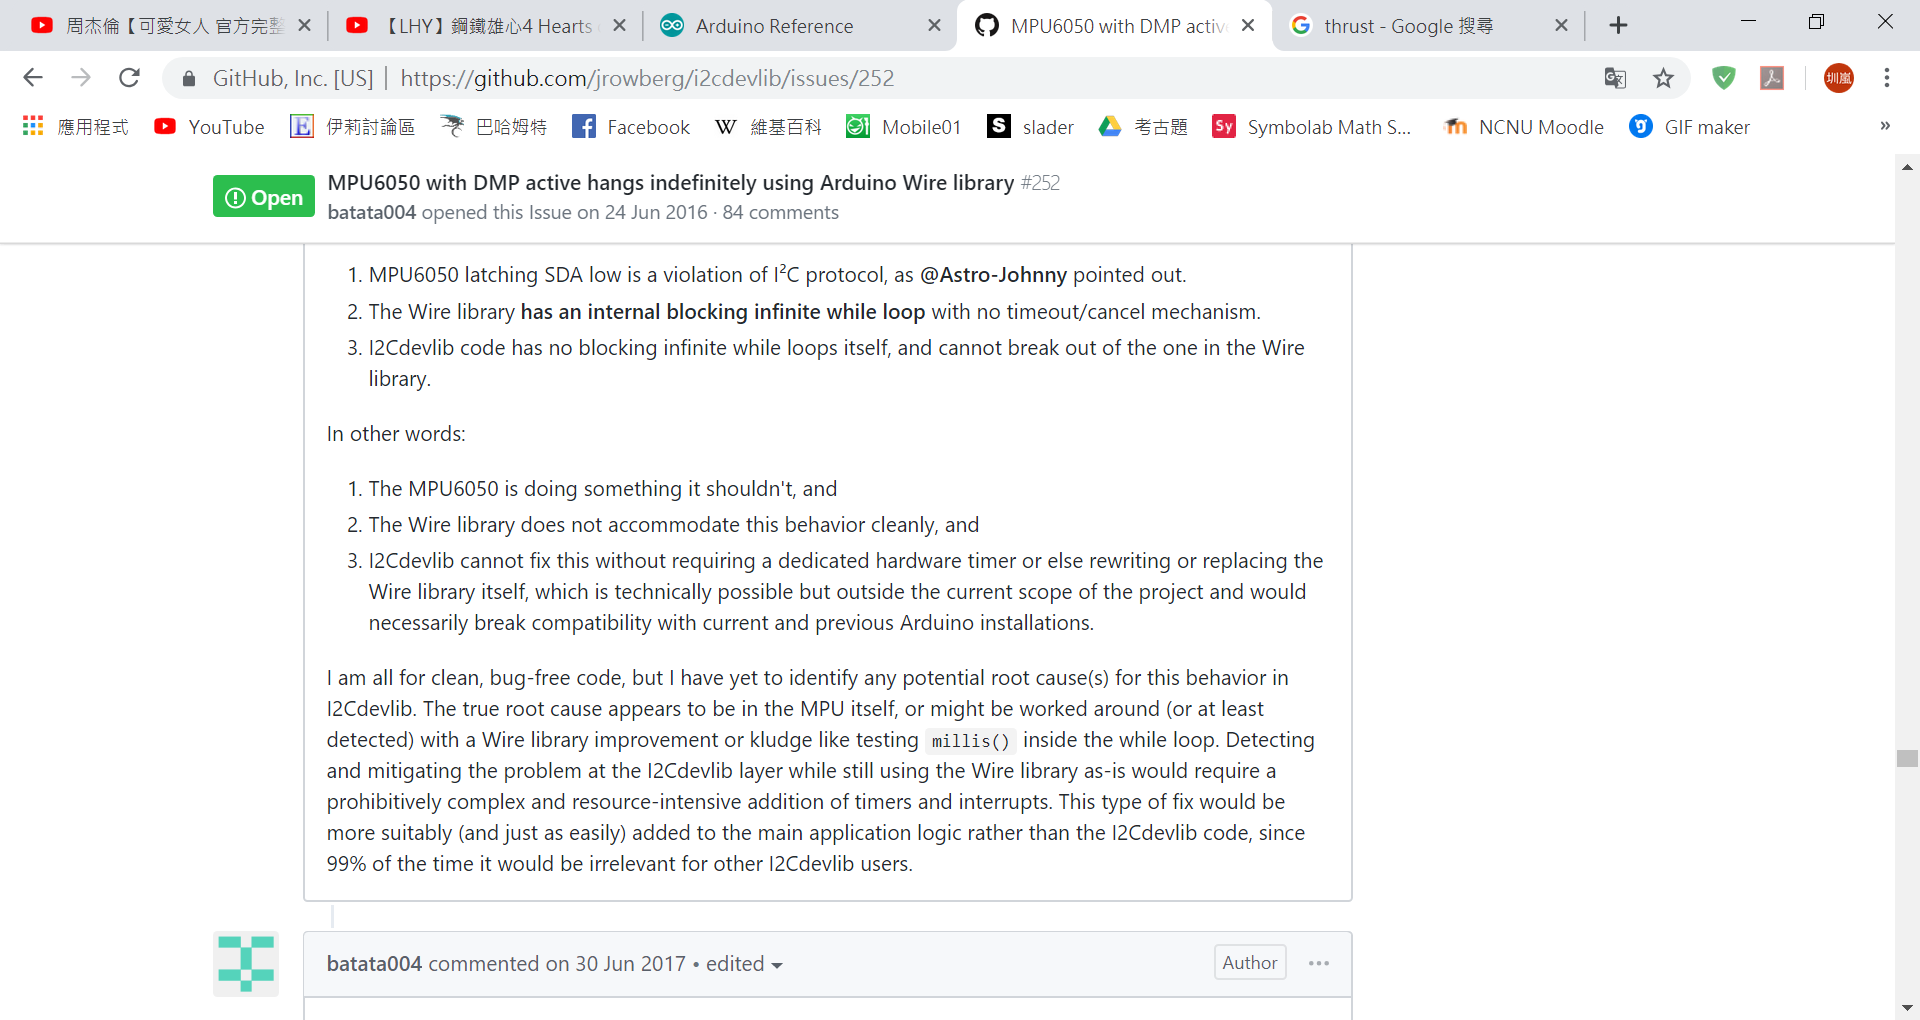 周杰倫【可愛女人 官方完整
【LHY】鋼鐵雄心4 Hearts
Arduino Reference
MPU6050 with DMP activ
thrust - Google 搜尋
GitHub, Inc. [US] | https://github.com/jrowberg/i2cdevlib/issues/252
圳嵐
應用程式
YouTube
伊莉討論區
巴哈姆特
Facebook
W 維基百科
Mobile01
S slader
考古題
Sy Symbolab Math S...
NCNU Moodle
GIF maker
»
Open
MPU6050 with DMP active hangs indefinitely using Arduino Wire library #252
batata004 opened this Issue on 24 Jun 2016 · 84 comments
1. MPU6050 latching SDA low is a violation of I²C protocol, as @Astro-Johnny pointed out.
2. The Wire library has an internal blocking infinite while loop with no timeout/cancel mechanism.
3. I2Cdevlib code has no blocking infinite while loops itself, and cannot break out of the one in the Wire
library.
In other words:
1. The MPU6050 is doing something it shouldn't, and
2. The Wire library does not accommodate this behavior cleanly, and
3. I2Cdevlib cannot fix this without requiring a dedicated hardware timer or else rewriting or replacing the
Wire library itself, which is technically possible but outside the current scope of the project and would
necessarily break compatibility with current and previous Arduino installations.
I am all for clean, bug-free code, but I have yet to identify any potential root cause(s) for this behavior in
I2Cdevlib. The true root cause appears to be in the MPU itself, or might be worked around (or at least
detected) with a Wire library improvement or kludge like testing millis() inside the while loop. Detecting
and mitigating the problem at the I2Cdevlib layer while still using the Wire library as-is would require a
prohibitively complex and resource-intensive addition of timers and interrupts. This type of fix would be
more suitably (and just as easily) added to the main application logic rather than the I2Cdevlib code, since
99% of the time it would be irrelevant for other I2Cdevlib users.
batata004 commented on 30 Jun 2017 • edited
Author